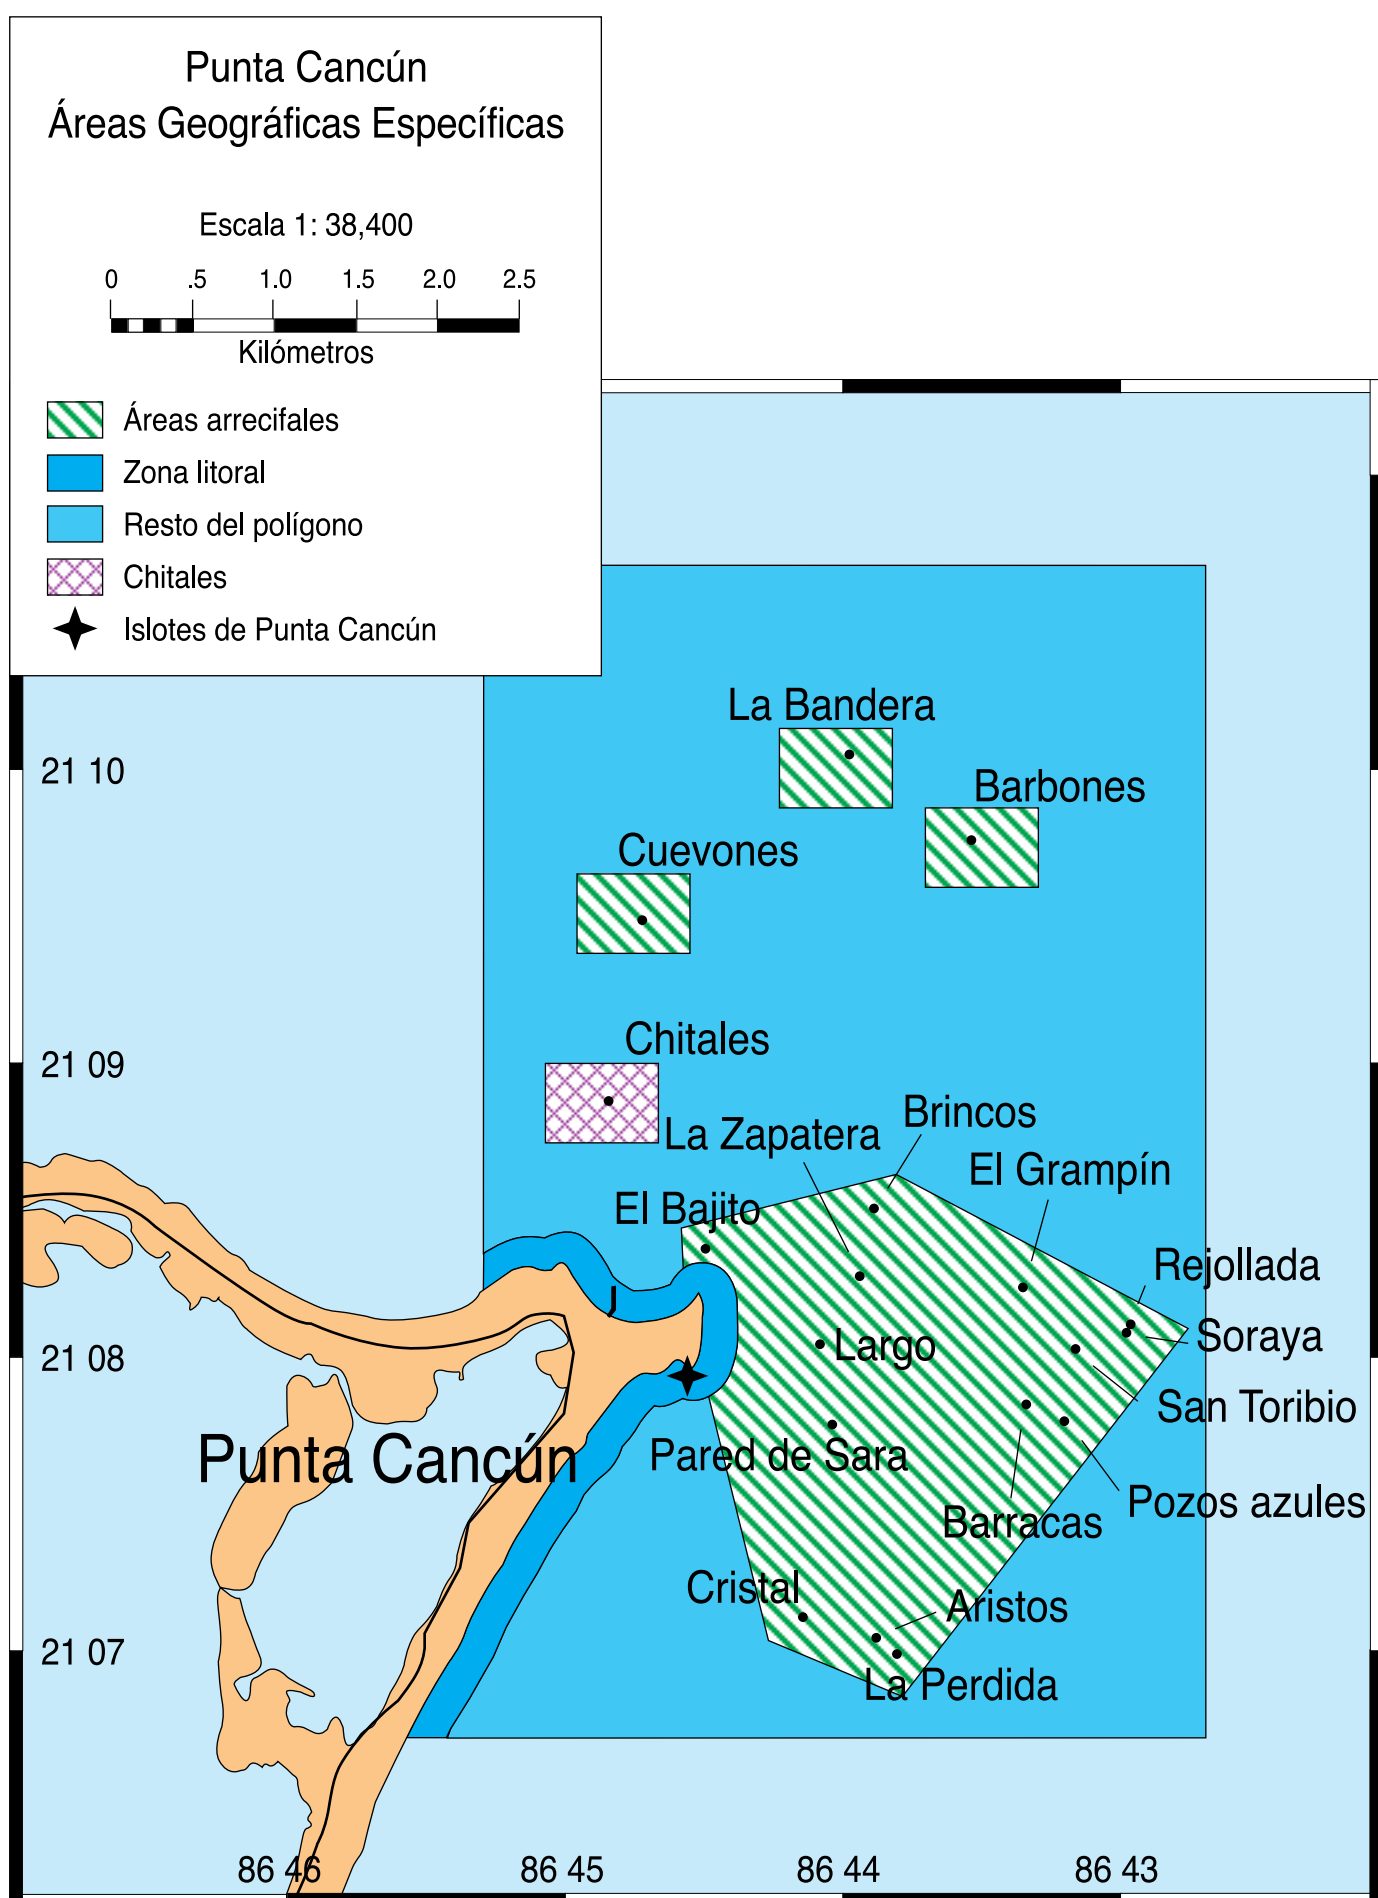 Punta Cancún
Áreas Geográficas Específicas
Escala 1: 38,400
0 .5 1.0 1.5 2.0 2.5
Kilómetros
Áreas arrecifales
Zona litoral
Resto del polígono
Chitales
Islotes de Punta Cancún
La Bandera
21 10
Barbones
Cuevones
Chitales
21 09
Brincos
La Zapatera
El Grampín
El Bajito
Rejollada
Soraya
Largo
21 08
San Toribio
Pared de Sara
Punta Cancún
Pozos azules
Barracas
Cristal
Aristos
21 07
La Perdida
86 46 86 45 86 44 86 43